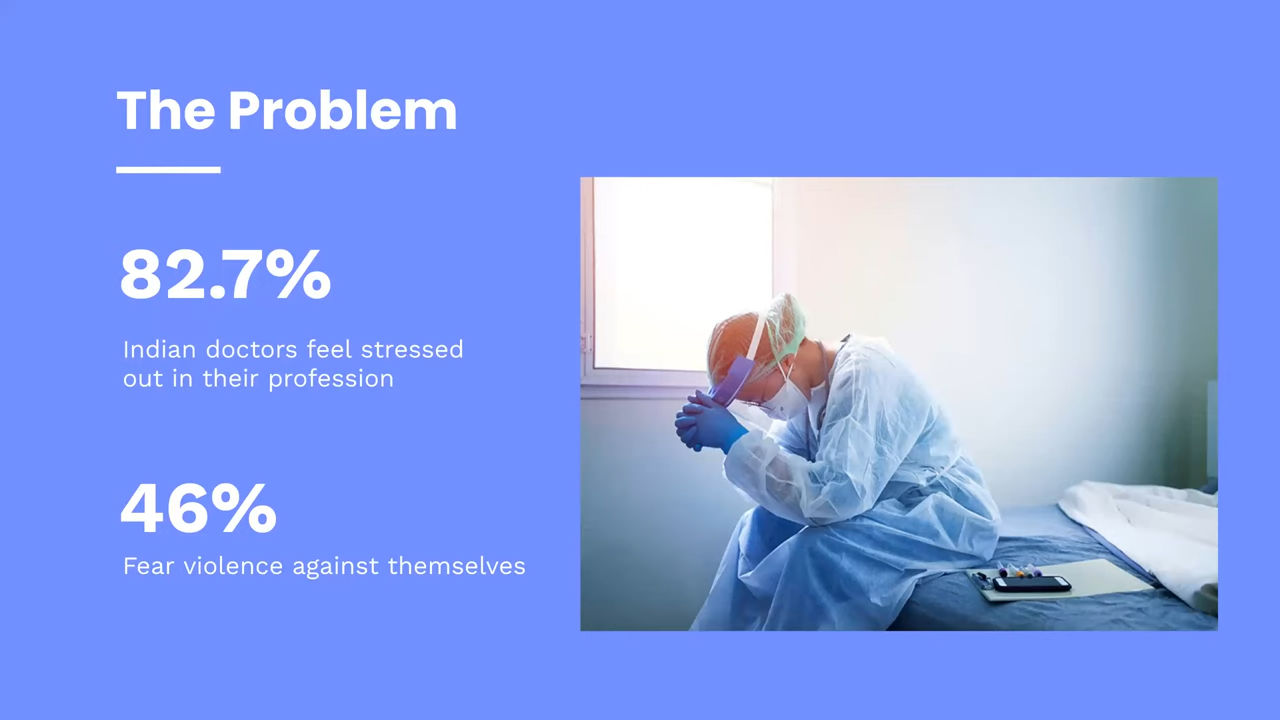 The Problem
82.7%
Indian doctors feel stressed
out in their profession
46%
Fear violence against themselves